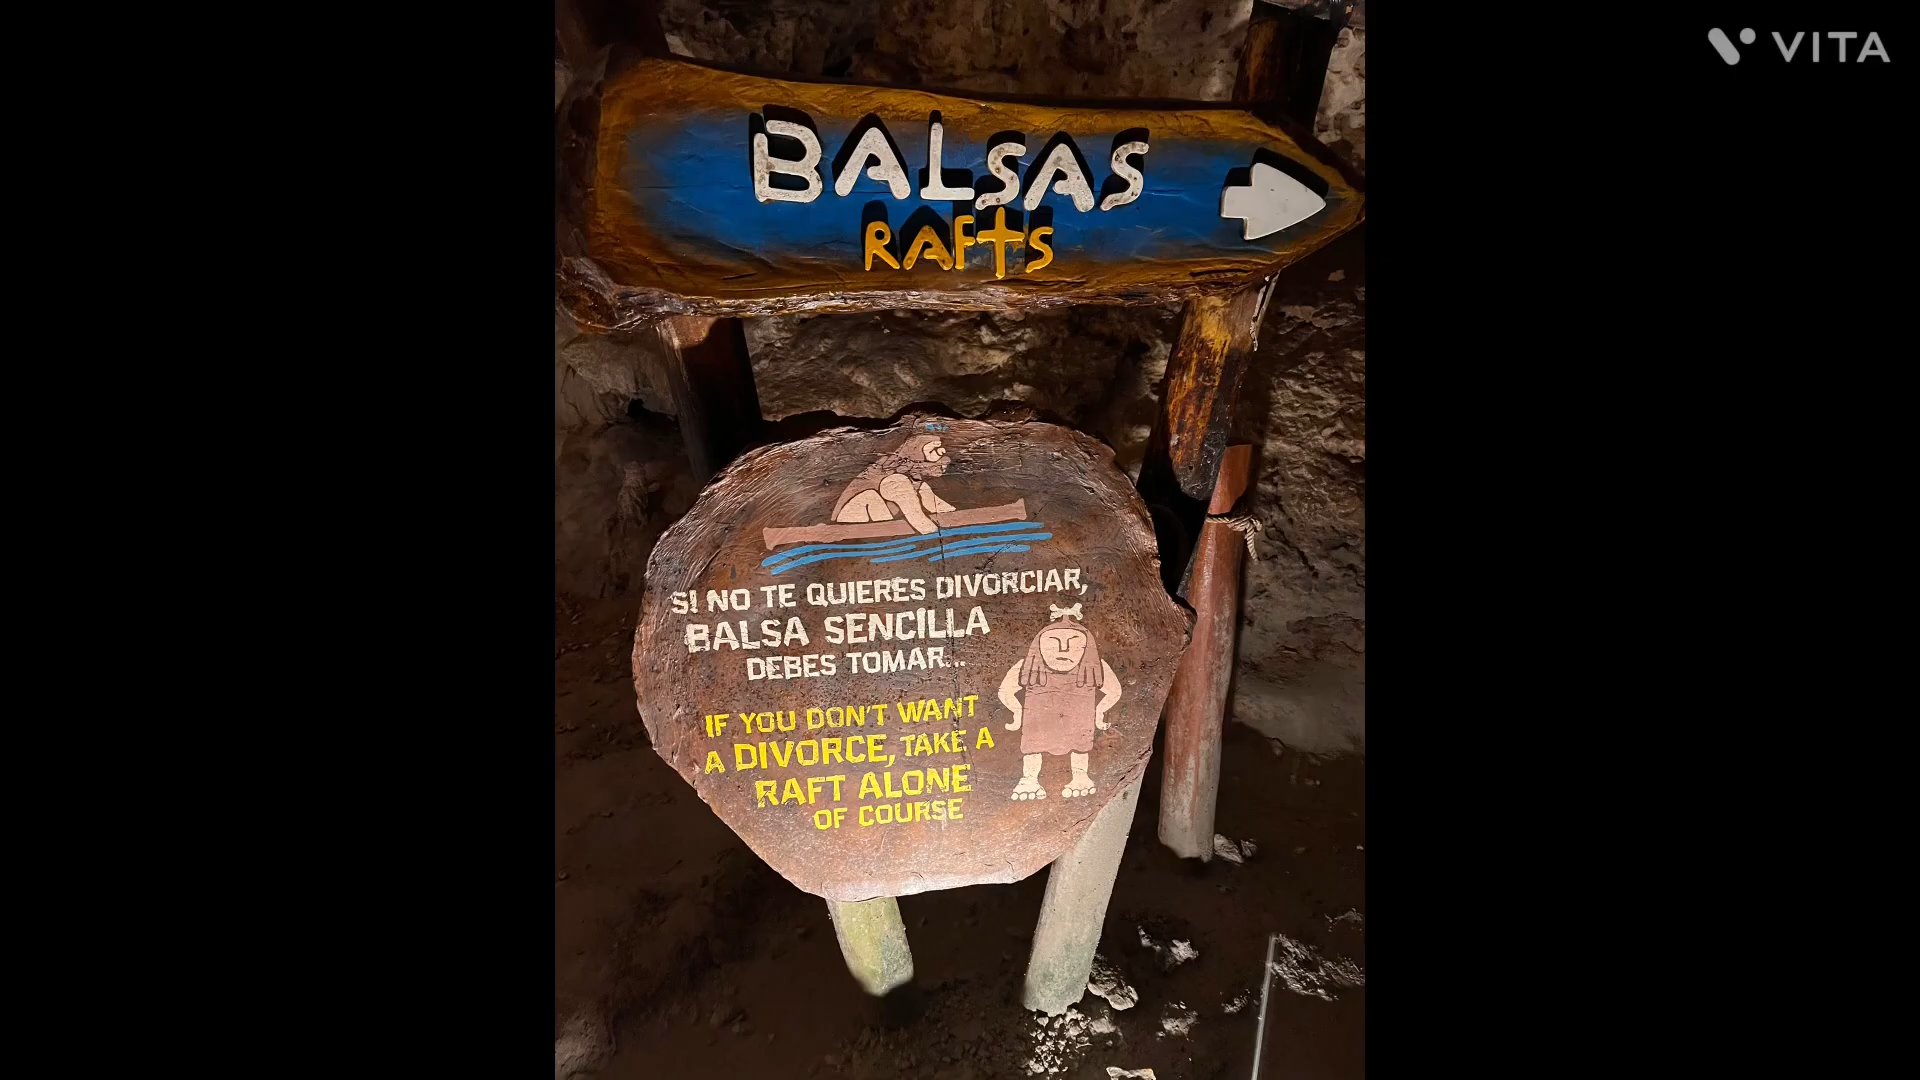 VITA
BALSAS
RAFTS
SI NO TE QUIERES DIVORCIAR,
BALSA SENCILLA
DEBES TOMAR...
IF YOU DON'T WANT
A DIVORCE, TAKE A
RAFT ALONE
OF COURSE